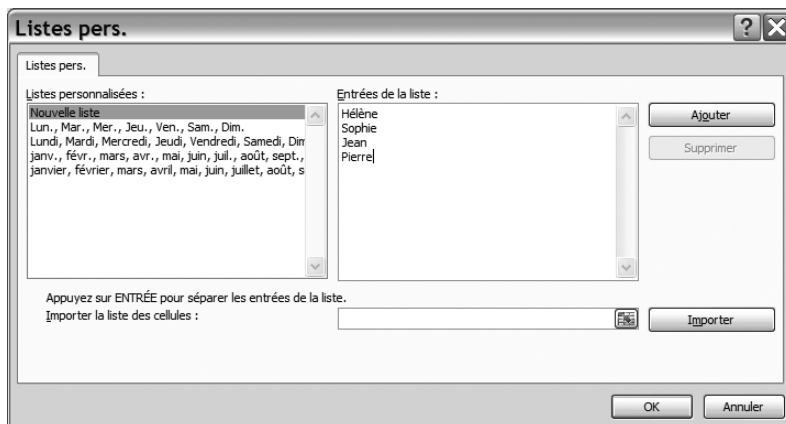 Listes pers.
Listes pers.
Listes personnalisées :
Nouvelle liste
Lun., Mar., Mer., Jeu., Ven., Sam., Dim.
Lundi, Mardi, Mercredi, Jeudi, Vendredi, Samedi, Dim
janv., févr., mars, avr., mai, juin, juil., août, sept.,
janvier, février, mars, avril, mai, juin, juillet, août, s
Entrées de la liste :
Hélène
Sophie
Jean
Pierre
Ajouter
Supprimer
Appuyez sur ENTRÉE pour séparer les entrées de la liste.
Importer la liste des cellules :
Importer
OK
Annuler